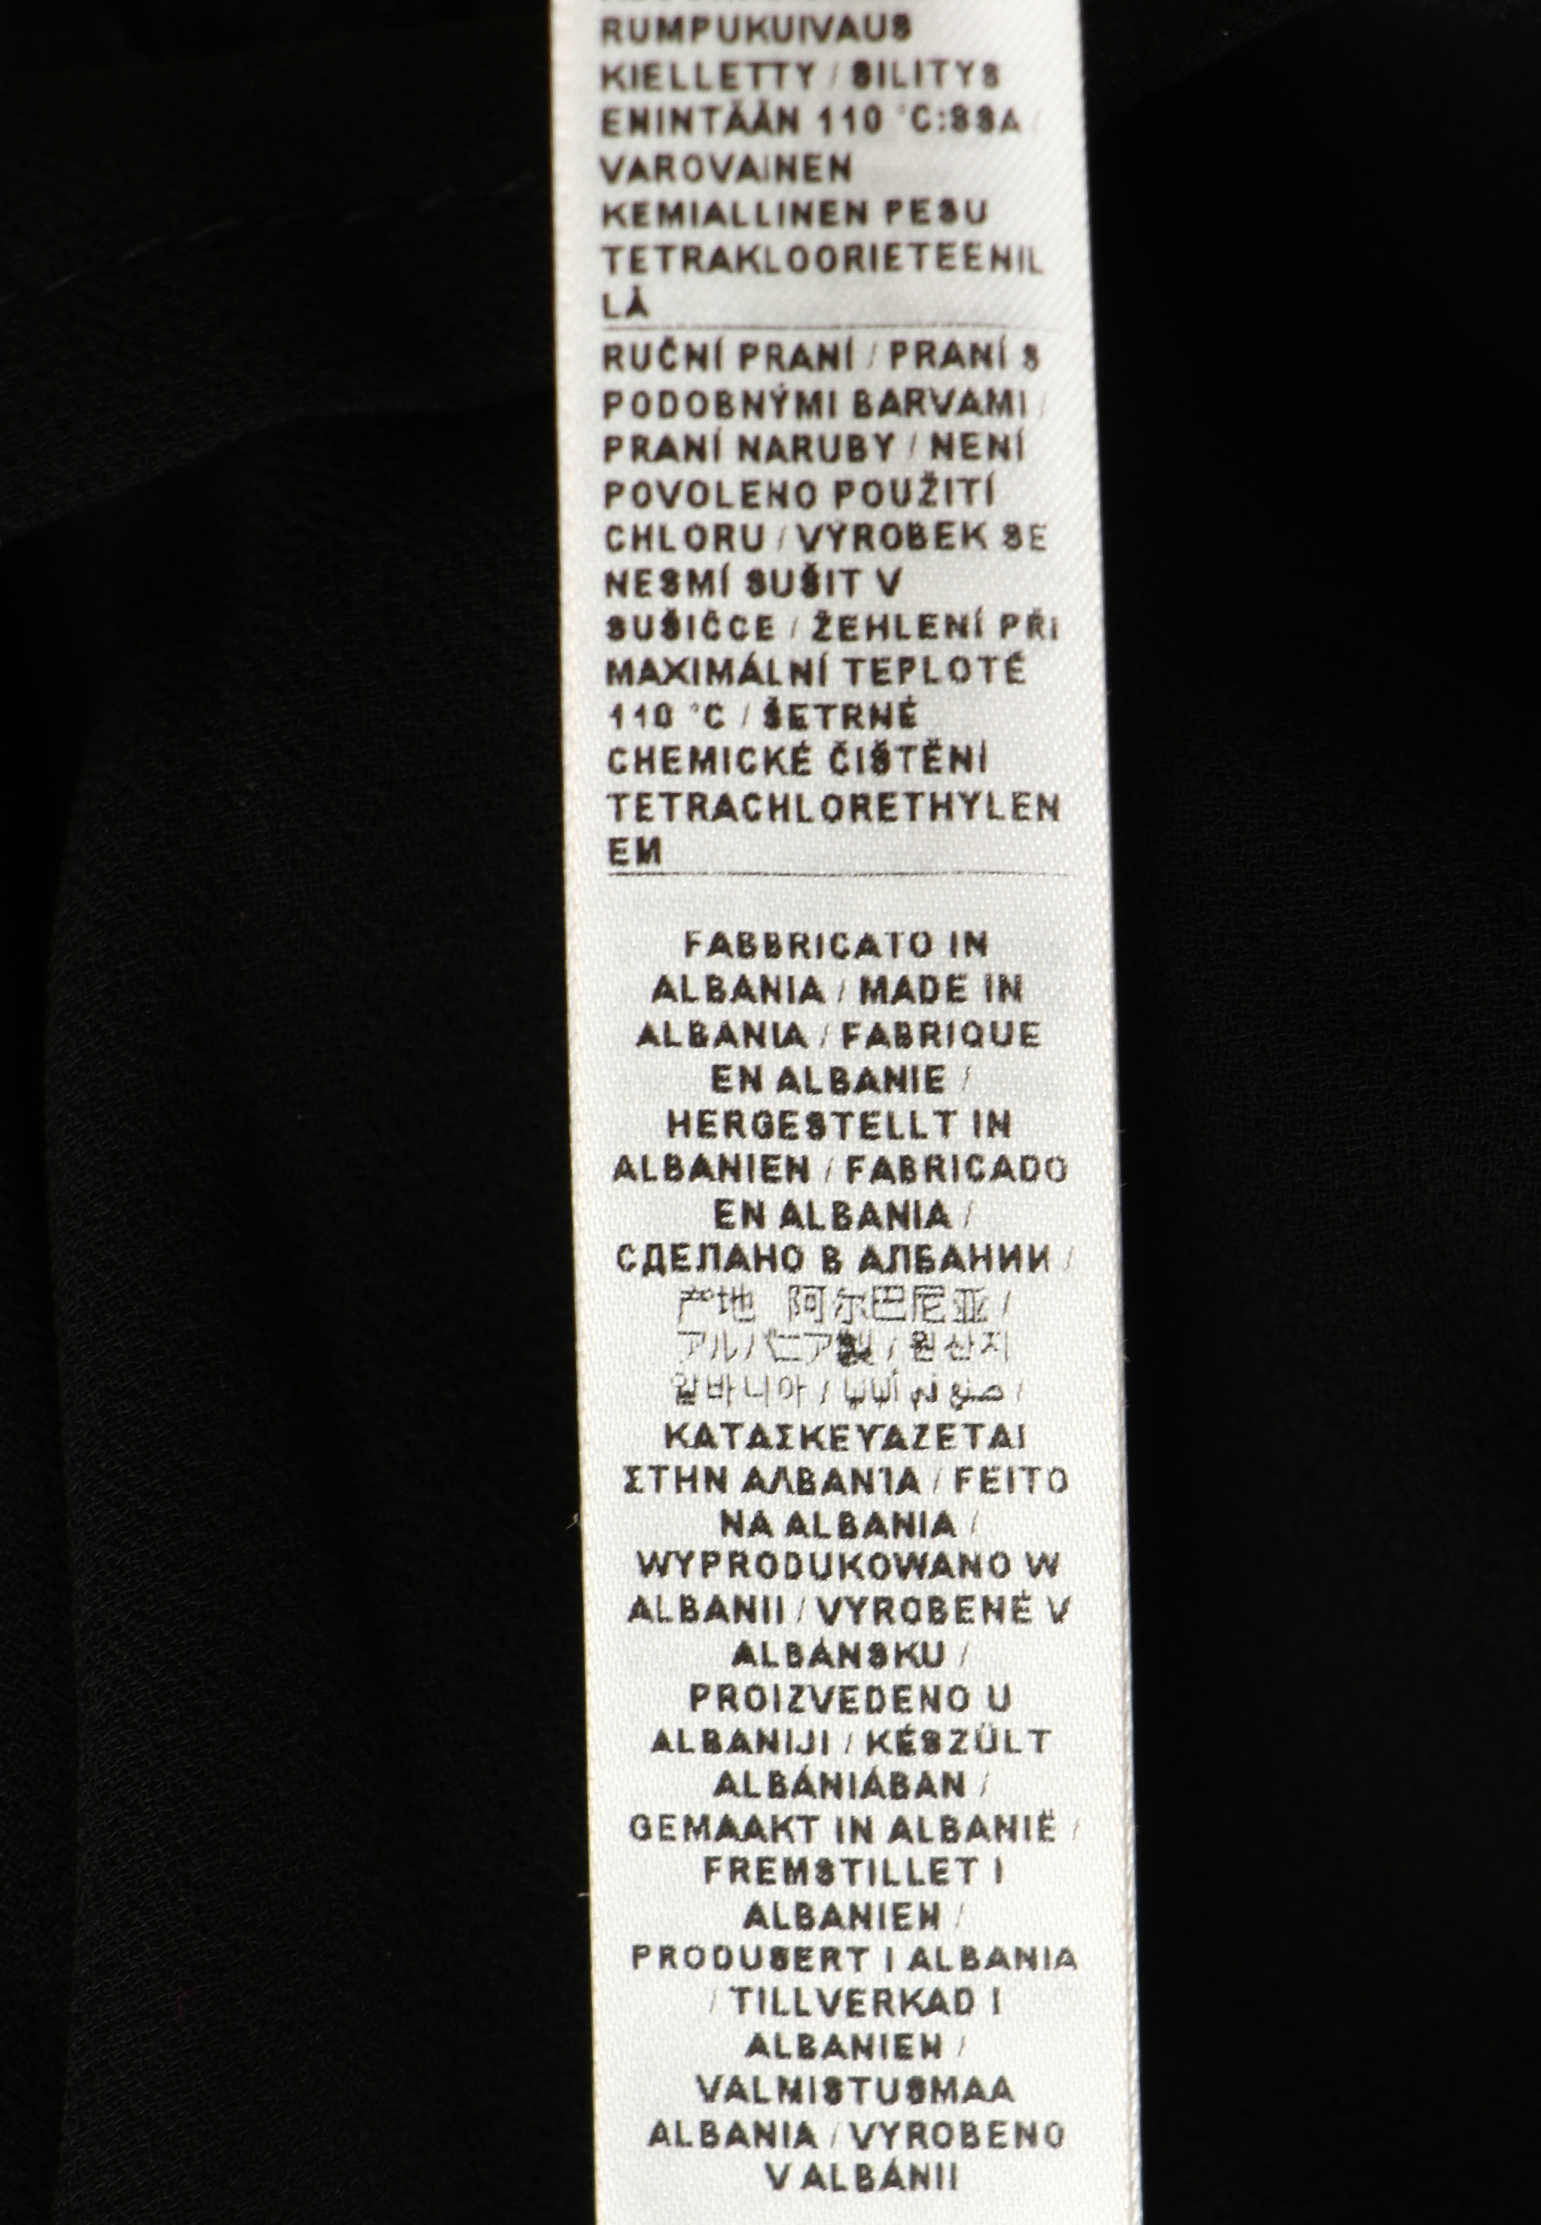 RUMPUKUIVAUS
KIELLETTY / SILITYS
ENINTÄÄN 110 °C:SSA /
VAROVAINEN
KEMIALLINEN PESU
TETRAKLOORIETEENIL
LÄ
RUČNÍ PRANÍ / PRANÍ S
PODOBNÝMI BARVAMI /
PRANÍ NARUBY / NENÍ
POVOLENO POUŽITÍ
CHLORU / VÝROBEK SE
NESMÍ SUŠIT V
SUŠIČCE / ŽEHLENÍ PŘI
MAXIMÁLNÍ TEPLOTĚ
110 °C / ŠETRNÉ
CHEMICKÉ ČIŠTĚNÍ
TETRACHLORETHYLEN
EM
FABBRICATO IN
ALBANIA / MADE IN
ALBANIA / FABRIQUE
EN ALBANIE /
HERGESTELLT IN
ALBANIEN / FABRICADO
EN ALBANIA /
СДЕЛАНО В АЛБАНИИ /
产地 阿尔巴尼亚 /
アルバニア製 / 원산지
알바니아 / صنع في ألبانيا /
ΚΑΤΑΣΚΕΥΑΖΕΤΑΙ
ΣΤΗΝ ΑΛΒΑΝΊΑ / FEITO
NA ALBANIA /
WYPRODUKOWANO W
ALBANII / VYROBENÉ V
ALBÁNSKU /
PROIZVEDENO U
ALBANIJI / KÉSZÜLT
ALBÁNIÁBAN /
GEMAAKT IN ALBANIË /
FREMSTILLET I
ALBANIEN /
PRODUSERT I ALBANIA
/ TILLVERKAD I
ALBANIEN /
VALMISTUSMAA
ALBANIA / VYROBENO
V ALBÁNII